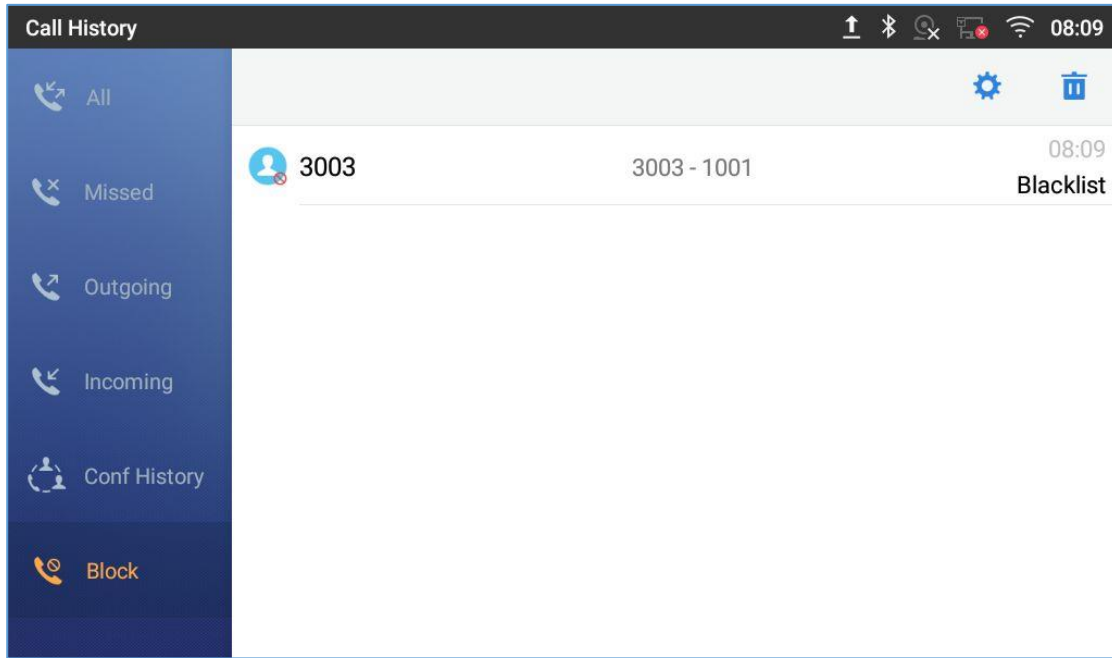 Call History 08:09
All
Missed
Outgoing
Incoming
Conf History
Block
3003 3003 - 1001 08:09
Blacklist